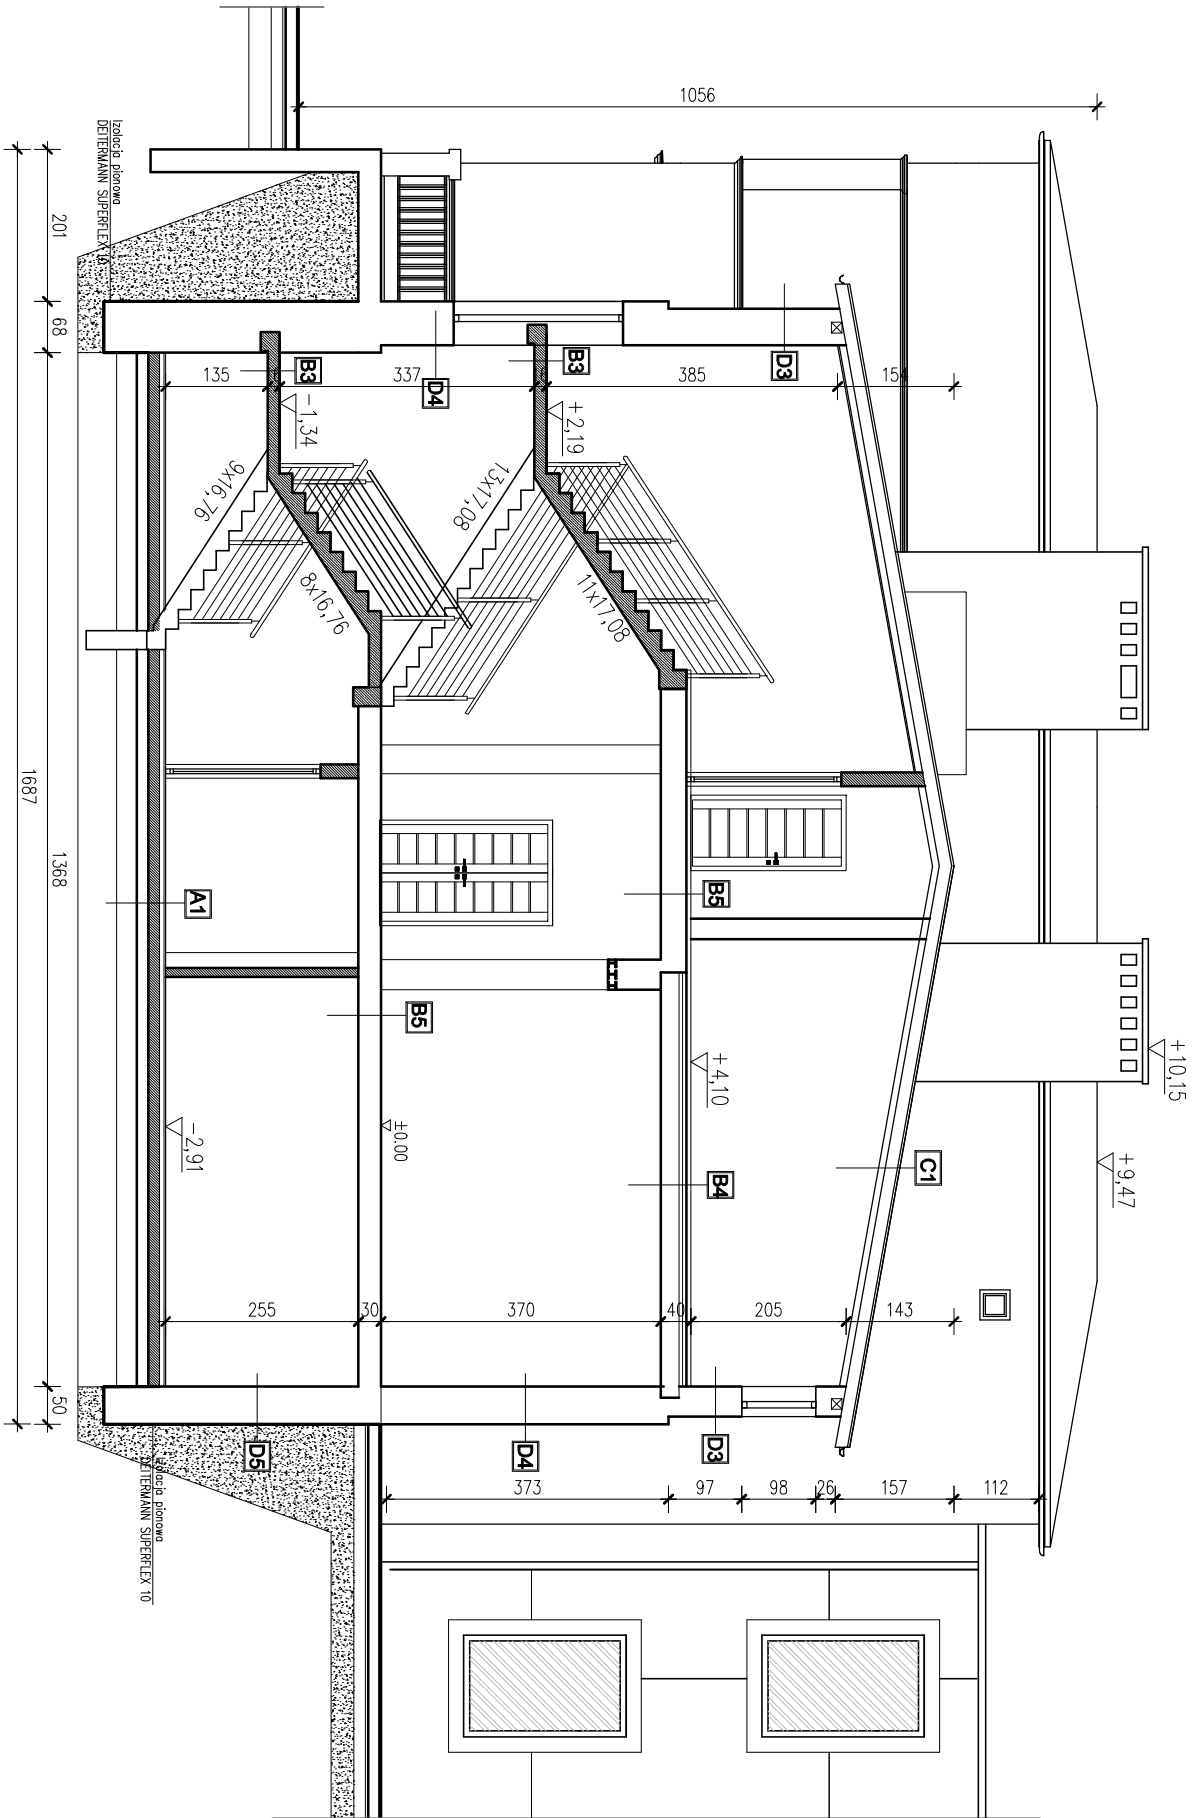 +10,15
+9,47
1056
C1
D3
154
385
337
135
B3
B3
D4
+2,19
-1,34
9x16,76
8x16,76
13x17,08
11x17,08
B5
B5
B4
+4,10
±0.00
-2,91
A1
143
205
40
370
30
255
D3
D4
D5
112
157
26
98
97
373
Izolacja pionowa
DEITERMANN SUPERFLEX 10
Izolacja pionowa
DEITERMANN SUPERFLEX 10
201
68
1368
50
1687